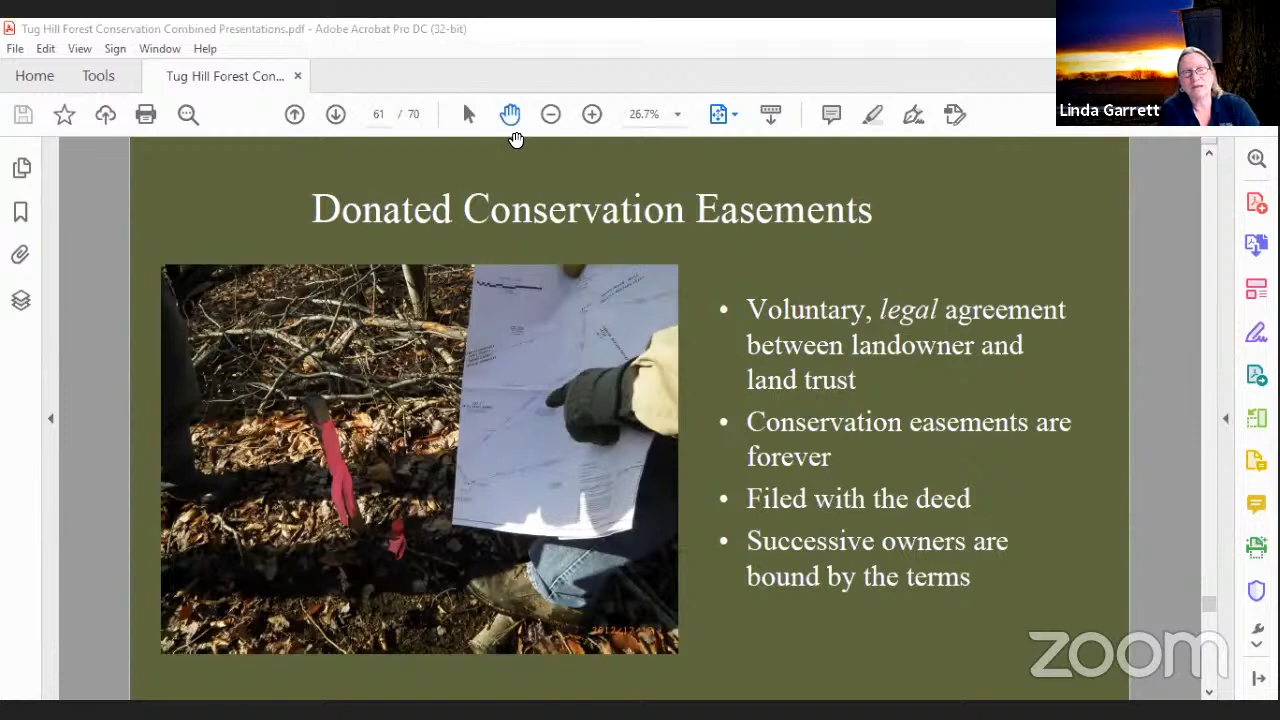 Tug Hill Forest Conservation Combined Presentations.pdf - Adobe Acrobat Pro DC (32-bit)
File Edit View Sign Window Help
Home Tools Tug Hill Forest Con... ×
61 / 70 26.7%
Linda Garrett
Donated Conservation Easements
• Voluntary, legal agreement
between landowner and
land trust
• Conservation easements are
forever
• Filed with the deed
• Successive owners are
bound by the terms
zoom